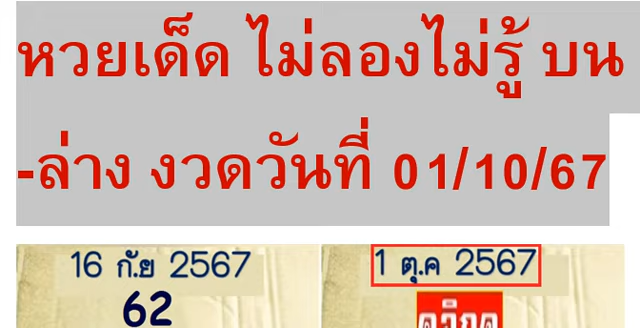 หวยเด็ด ไม่ลองไม่รู้ บน
-ล่าง งวดวันที่ 01/10/67
16 ก.ย 2567
1 ต.ค 2567
62